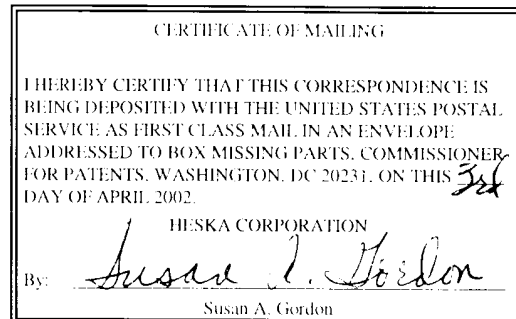 CERTIFICATE OF MAILING
I HEREBY CERTIFY THAT THIS CORRESPONDENCE IS
BEING DEPOSITED WITH THE UNITED STATES POSTAL
SERVICE AS FIRST CLASS MAIL IN AN ENVELOPE
ADDRESSED TO BOX MISSING PARTS, COMMISSIONER
FOR PATENTS, WASHINGTON, DC 20231, ON THIS 3rd
DAY OF APRIL 2002.
HESKA CORPORATION
By: Susan A. Gordon
Susan A. Gordon